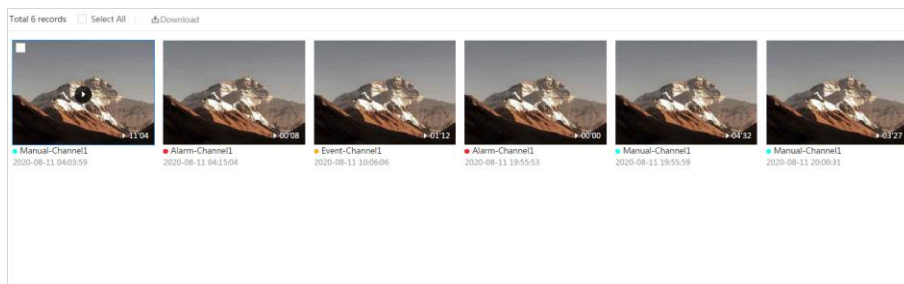 Total 6 records Select All Download
11:04 00:08 01:12 00:00 04:32 03:27
Manual-Channel1 Alarm-Channel1 Event-Channel1 Alarm-Channel1 Manual-Channel1 Manual-Channel1
2020-08-11 04:03:59 2020-08-11 04:15:04 2020-08-11 10:06:06 2020-08-11 19:55:53 2020-08-11 19:55:59 2020-08-11 20:00:31